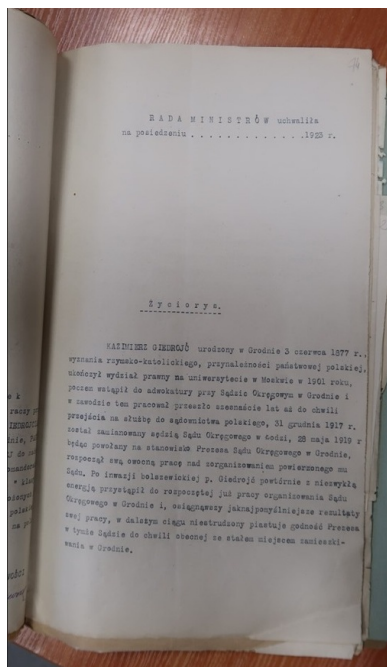 RADA MINISTRÓW uchwaliła
na posiedzeniu . . . . . . . . . . . . .1923 r.
Życiorys.
KAZIMIERZ GIEDROJĆ urodzony w Grodnie 3 czerwca 1877 r.,
wyznania rzymsko-katolickiego, przynależności państwowej polskiej,
ukończył wydział prawny na uniwersytecie w Moskwie w 1901 roku,
poczem wstąpił do adwokatury przy Sądzie Okręgowym w Grodnie i
w zawodzie tem pracował przeszło szesnaście lat aż do chwili
przejścia na służbę do sądownictwa polskiego, 31 grudnia 1917 r.
został zamianowany sędzią Sądu Okręgowego w Łodzi, 28 maja 1919 r
będąc powołany na stanowisko Prezesa Sądu Okręgowego w Grodnie,
rozpoczął swą owocną pracę nad zorganizowaniem powierzonego mu
Sądu. Po inwazji bolszewickiej p. Giedrojć powtórnie z niezwykłą
energją przystąpił do rozpoczętej już pracy organizowania Sądu
Okręgowego w Grodnie i, osiągnąwszy jaknajpomyślniejsze rezultaty
swej pracy, w dalszym ciągu niestrudzony piastuje godność Prezesa
w tymże Sądzie do chwili obecnej ze stałem miejscem zamieszki-
wania w Grodnie.